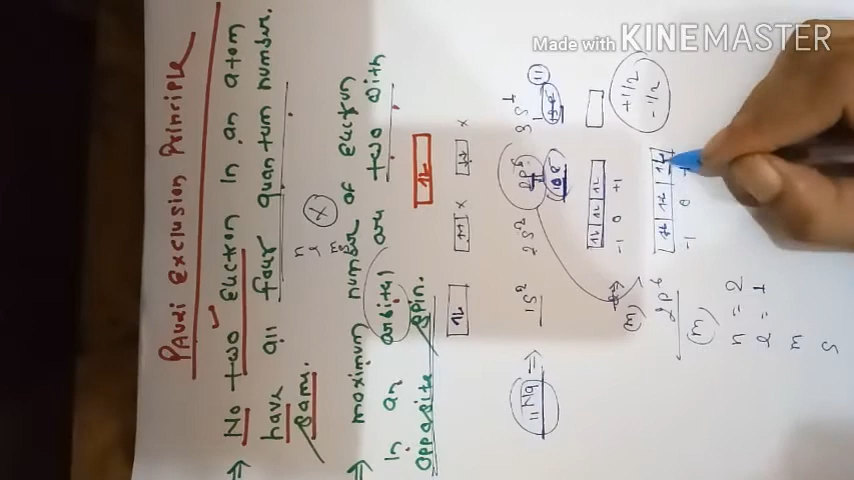 Pauli Exclusion Principle
⇒ No two Electron In an atom
have all four quantum number.
same.
n
l
m
s
⇒ maximum number of Electron
In an orbital are two with
opposite spin.
11Na ⇒ 1s² 2s² 2p⁶ 3s¹
10e
11
-1 0 +1
+1/2
-1/2
2p⁶
(m)
-1 0 +
(m)
n = 2
l = 1
m
s
Made with KINEMASTER